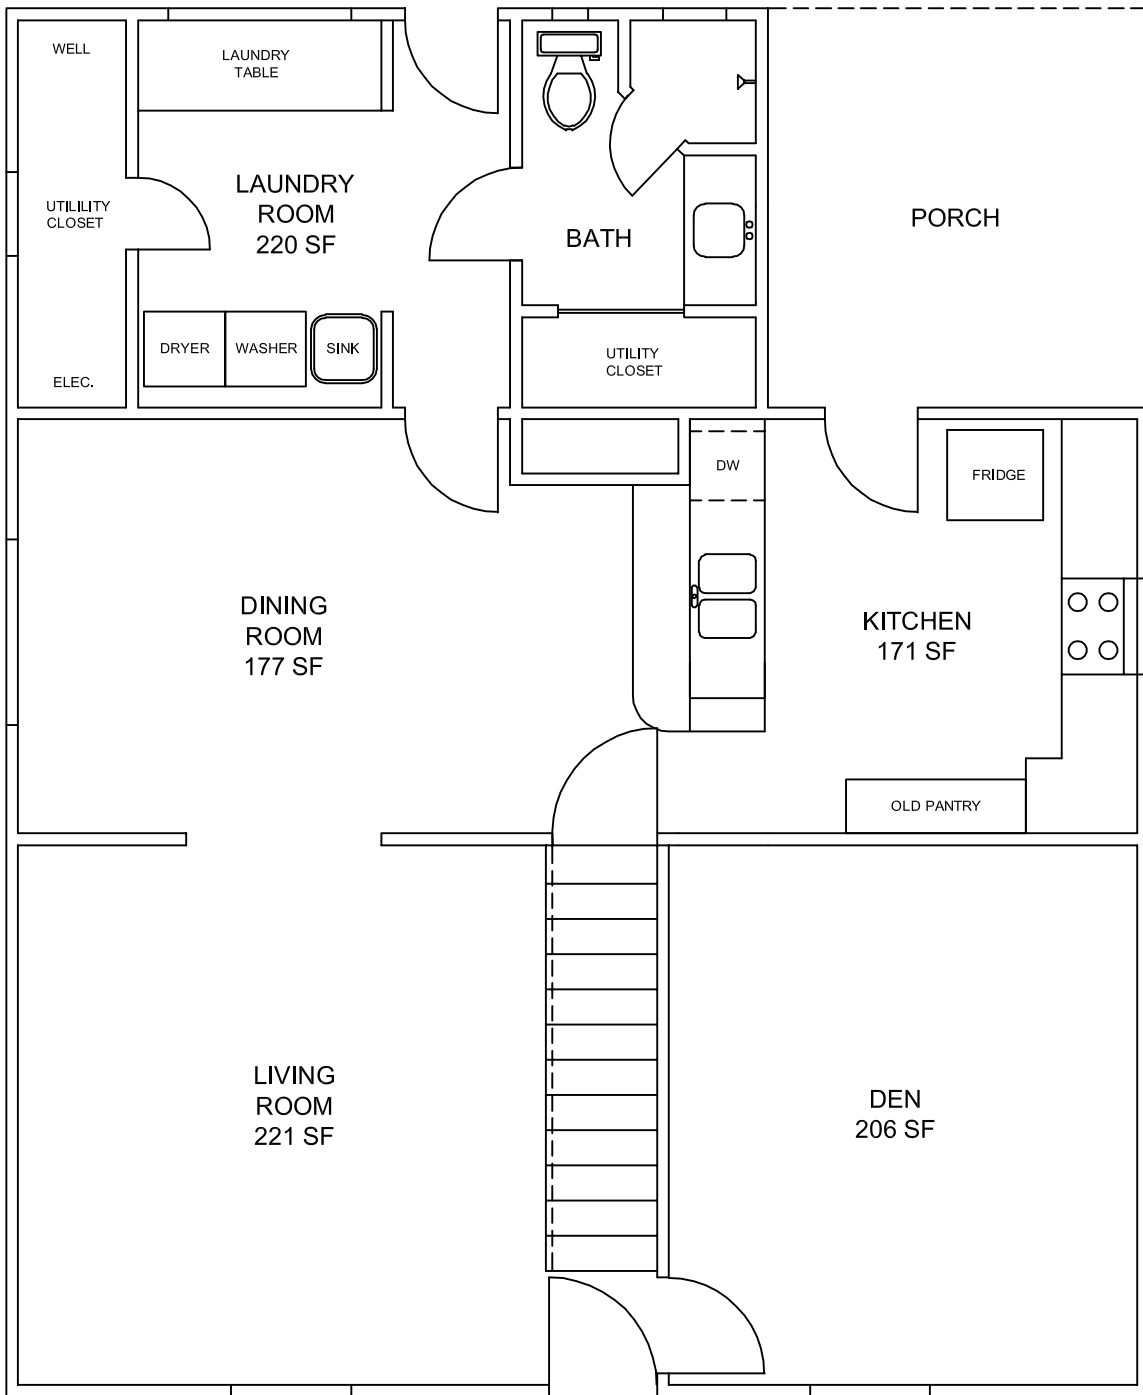 WELL
LAUNDRY
TABLE
UTILILITY
CLOSET
LAUNDRY
ROOM
220 SF
BATH
PORCH
DRYER
WASHER
SINK
ELEC.
UTILITY
CLOSET
DW
FRIDGE
DINING
ROOM
177 SF
KITCHEN
171 SF
OLD PANTRY
LIVING
ROOM
221 SF
DEN
206 SF